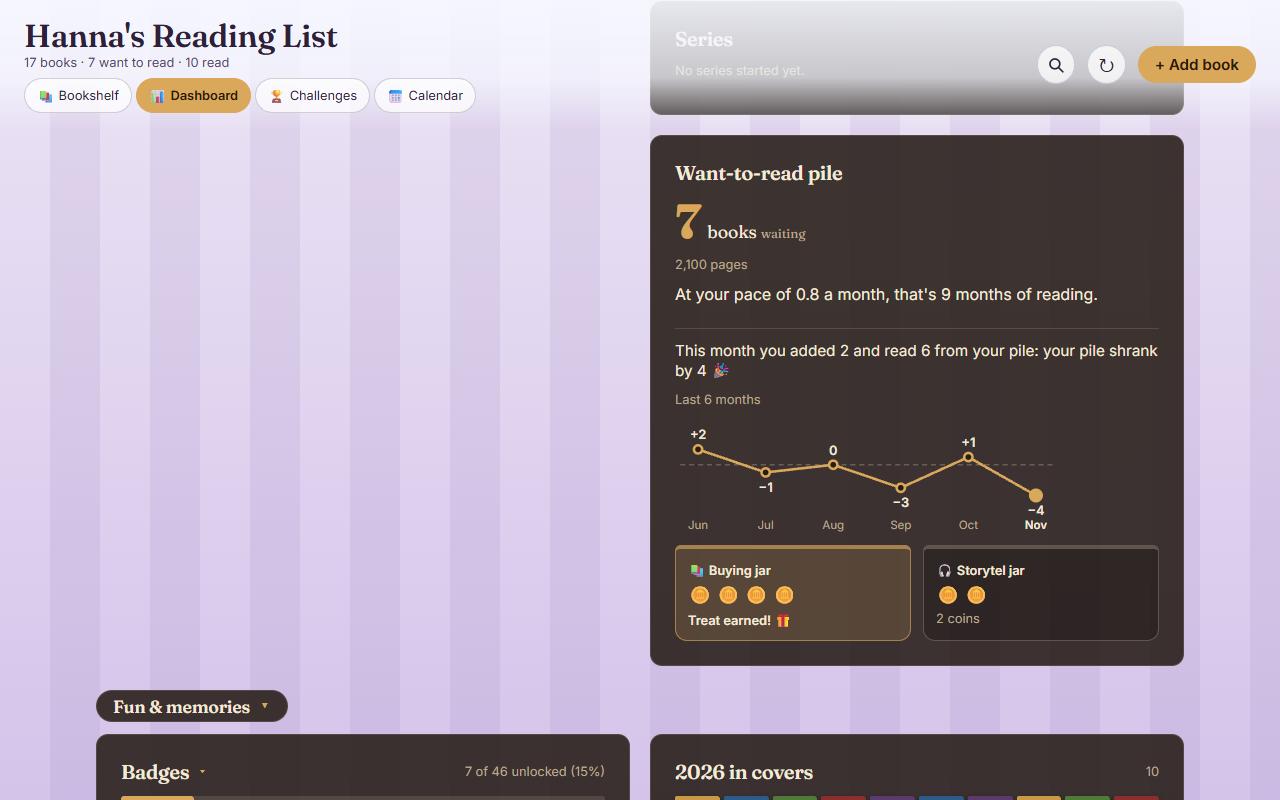 Hanna's Reading List
17 books · 7 want to read · 10 read
Bookshelf
Dashboard
Challenges
Calendar
+ Add book
Series
No series started yet.
Want-to-read pile
7 books waiting
2,100 pages
At your pace of 0.8 a month, that's 9 months of reading.
This month you added 2 and read 6 from your pile: your pile shrank
by 4 🎉
Last 6 months
+2
−1
0
−3
+1
−4
Jun
Jul
Aug
Sep
Oct
Nov
Buying jar
Treat earned! 🎁
Storytel jar
2 coins
Fun & memories
Badges
7 of 46 unlocked (15%)
2026 in covers
10